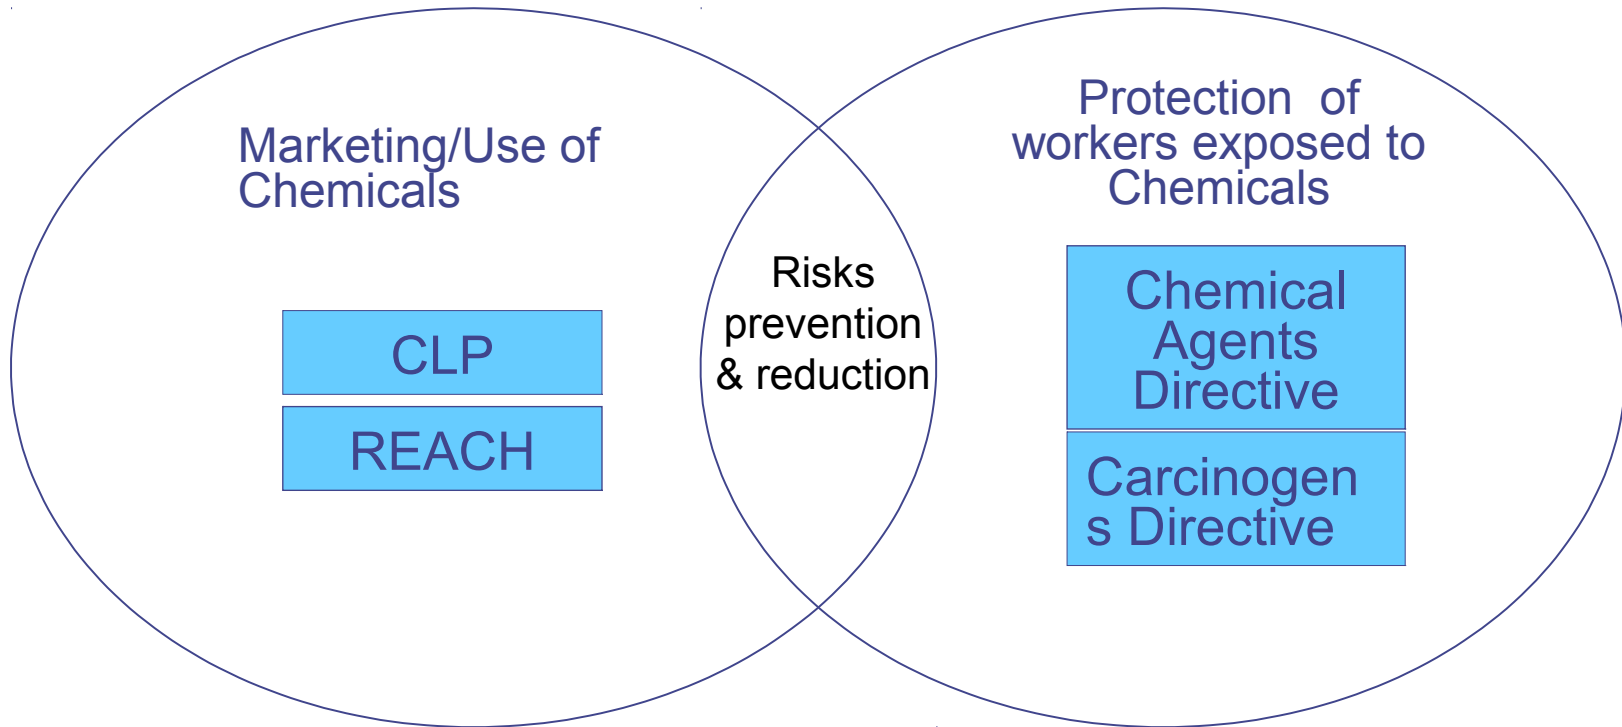 Marketing/Use of
Chemicals
CLP
REACH
Risks
prevention
& reduction
Protection of
workers exposed to
Chemicals
Chemical
Agents
Directive
Carcinogen
s Directive